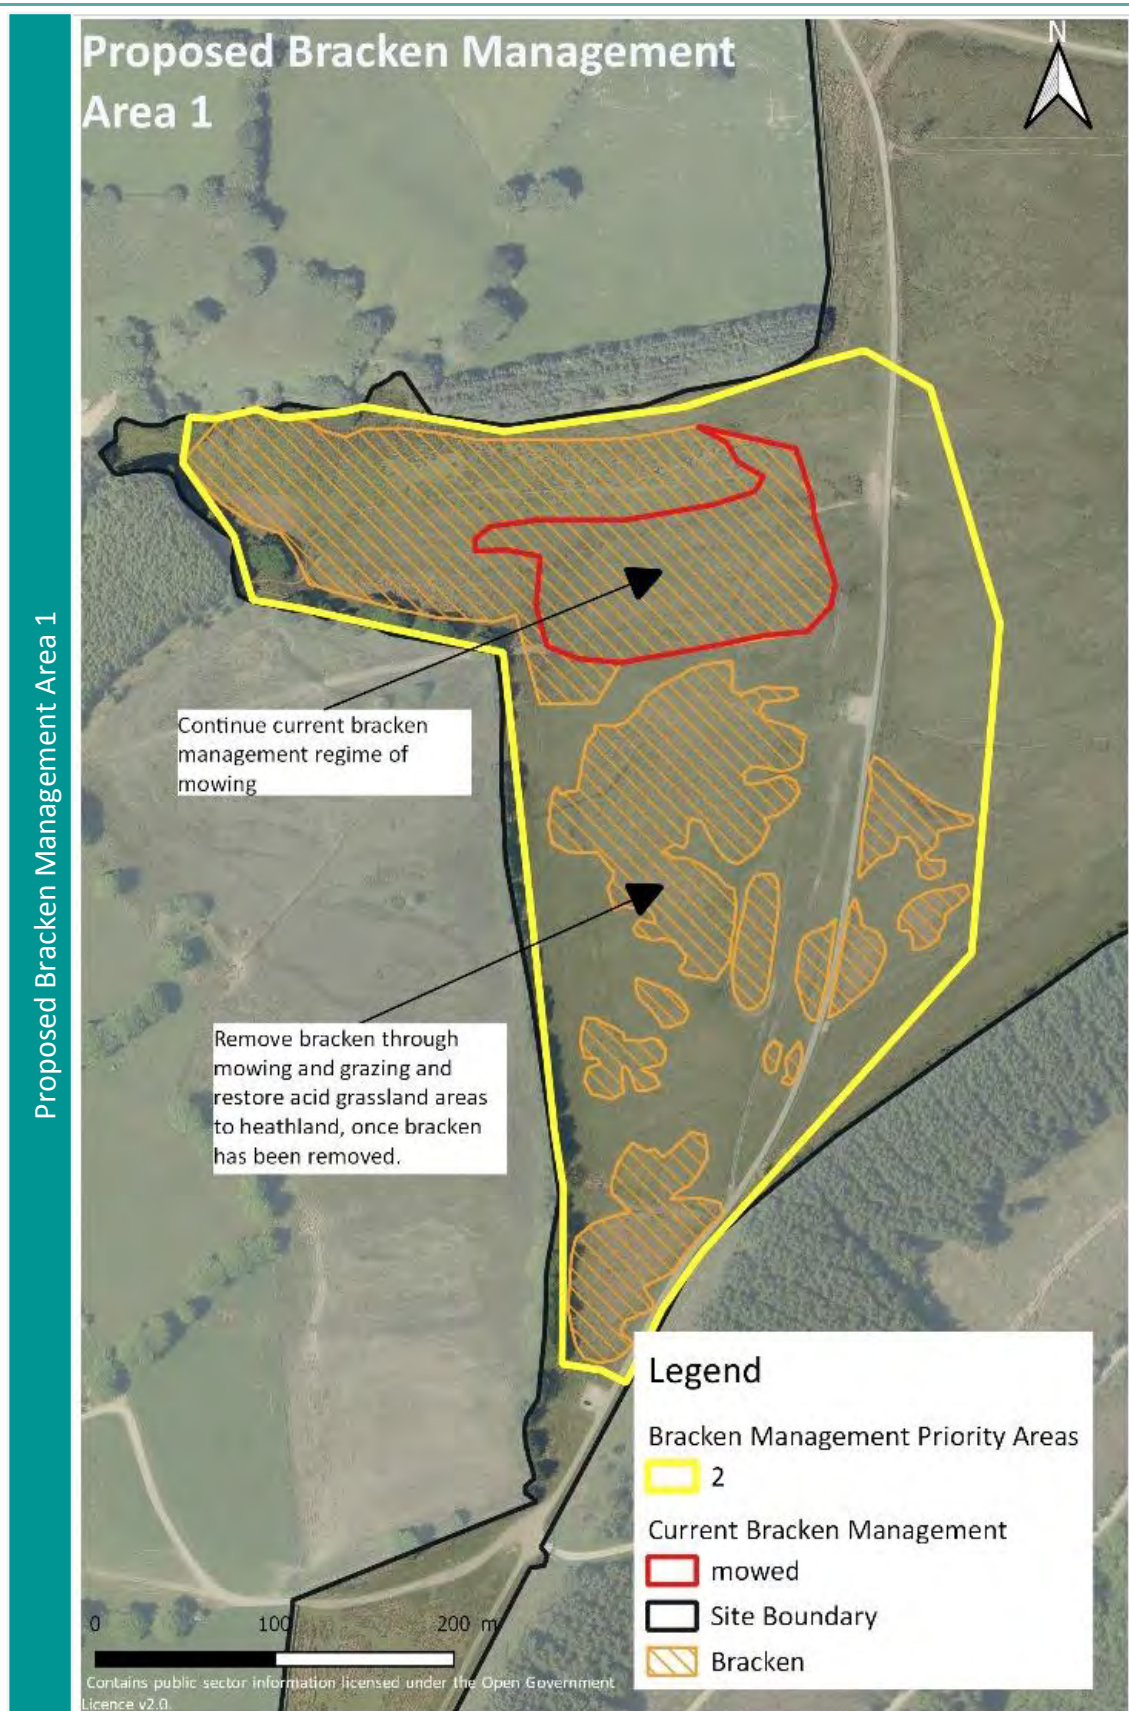 Proposed Bracken Management Area 1
Proposed Bracken Management
Area 1
N
Continue current bracken
management regime of
mowing
Remove bracken through
mowing and grazing and
restore acid grassland areas
to heathland, once bracken
has been removed.
Legend
Bracken Management Priority Areas
2
Current Bracken Management
mowed
Site Boundary
Bracken
0 100 200 m
Contains public sector information licensed under the Open Government
Licence v2.0.